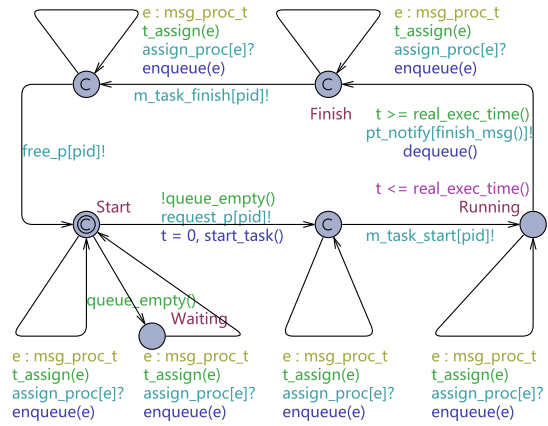 e : msg_proc_t
t_assign(e)
assign_proc[e]?
enqueue(e)
e : msg_proc_t
t_assign(e)
assign_proc[e]?
enqueue(e)
C
C
m_task_finish[pid]!
Finish
t >= real_exec_time()
pt_notify[finish_msg()]!
dequeue()
free_p[pid]!
Start
!queue_empty()
request_p[pid]!
t = 0, start_task()
t <= real_exec_time()
Running
C
C
m_task_start[pid]!
queue_empty()
Waiting
e : msg_proc_t
t_assign(e)
assign_proc[e]?
enqueue(e)
e : msg_proc_t
t_assign(e)
assign_proc[e]?
enqueue(e)
e : msg_proc_t
t_assign(e)
assign_proc[e]?
enqueue(e)
e : msg_proc_t
t_assign(e)
assign_proc[e]?
enqueue(e)